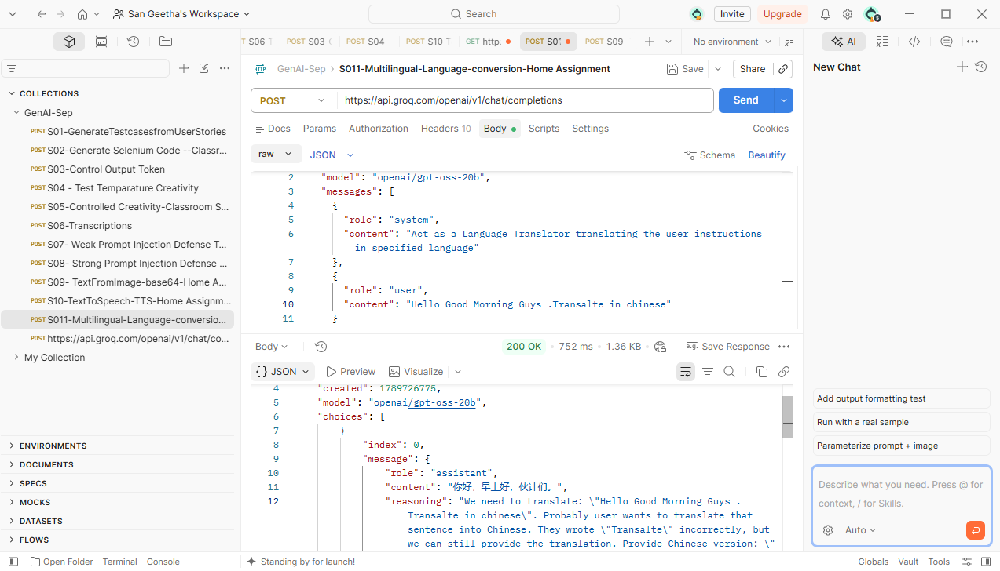 San Geetha's Workspace
Search
Invite
Upgrade
T S06-T
POST S03-(
POST S04 -
POST S10-T
GET http:
POST S01
POST S09-
No environment
AI
GenAI-Sep > S011-Multilingual-Language-conversion-Home Assignment
Save
Share
New Chat
COLLECTIONS
GenAI-Sep
POST S01-GenerateTestcasesfromUserStories
POST S02-Generate Selenium Code --Classr...
POST S03-Control Output Token
POST S04 - Test Temparature Creativity
POST S05-Controlled Creativity-Classroom S...
POST S06-Transcriptions
POST S07- Weak Prompt Injection Defense T...
POST S08- Strong Prompt Injection Defense ...
POST S09- TextFromImage-base64-Home A...
POST S10-TextToSpeech-TTS-Home Assignm...
POST S011-Multilingual-Language-conversio...
POST https://api.groq.com/openai/v1/chat/co...
My Collection
ENVIRONMENTS
DOCUMENTS
SPECS
MOCKS
DATASETS
FLOWS
POST
https://api.groq.com/openai/v1/chat/completions
Send
Docs
Params
Authorization
Headers 10
Body
Scripts
Settings
Cookies
raw
JSON
Schema
Beautify
2 "model": "openai/gpt-oss-20b",
3 "messages": [
4 {
5 "role": "system",
6 "content": "Act as a Language Translator translating the user instructions
in specified language"
7 },
8 {
9 "role": "user",
10 "content": "Hello Good Morning Guys .Transalte in chinese"
11 }
Body
200 OK
752 ms
1.36 KB
e.g. Save Response
{} JSON
Preview
Visualize
4 "created": 1789726775,
5 "model": "openai/gpt-oss-20b",
6 "choices": [
7 {
8 "index": 0,
9 "message": {
10 "role": "assistant",
11 "content": "你好，早上好，伙计们。",
12 "reasoning": "We need to translate: \"Hello Good Morning Guys .
Transalte in chinese\". Probably user wants to translate that
sentence into Chinese. They wrote \"Transalte\" incorrectly, but
we can still provide the translation. Provide Chinese version: \"
Add output formatting test
Run with a real sample
Parameterize prompt + image
Describe what you need. Press @ for
context, / for Skills.
Auto
Open Folder
Terminal
Console
Standing by for launch!
Globals
Vault
Tools